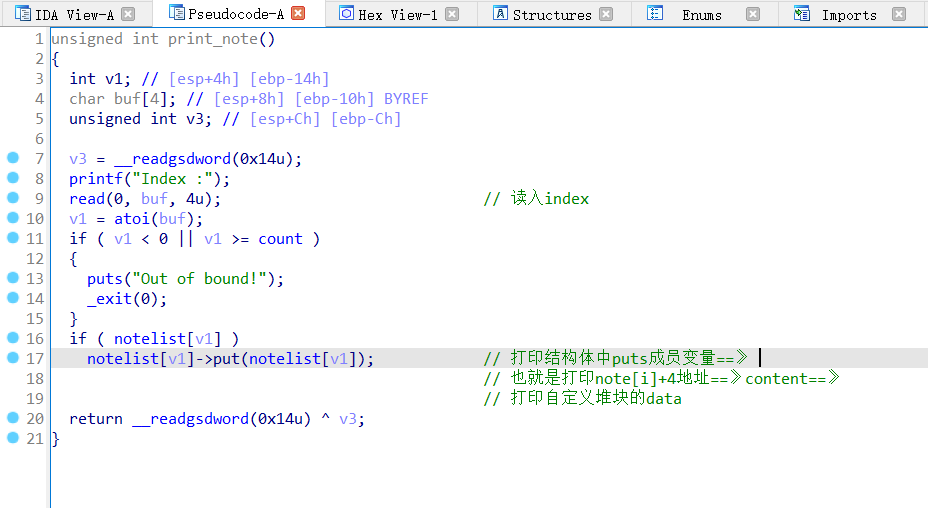 IDA View-A Pseudocode-A Hex View-1 Structures Enums Imports
1 unsigned int print_note()
2 {
3 int v1; // [esp+4h] [ebp-14h]
4 char buf[4]; // [esp+8h] [ebp-10h] BYREF
5 unsigned int v3; // [esp+Ch] [ebp-Ch]
6
7 v3 = __readgsdword(0x14u);
8 printf("Index :");
9 read(0, buf, 4u); // 读入index
10 v1 = atoi(buf);
11 if ( v1 < 0 || v1 >= count )
12 {
13 puts("Out of bound!");
14 _exit(0);
15 }
16 if ( notelist[v1] )
17 notelist[v1]->put(notelist[v1]); // 打印结构体中puts成员变量==》
18 // 也就是打印note[i]+4地址==》content==》
19 // 打印自定义堆块的data
20 return __readgsdword(0x14u) ^ v3;
21 }